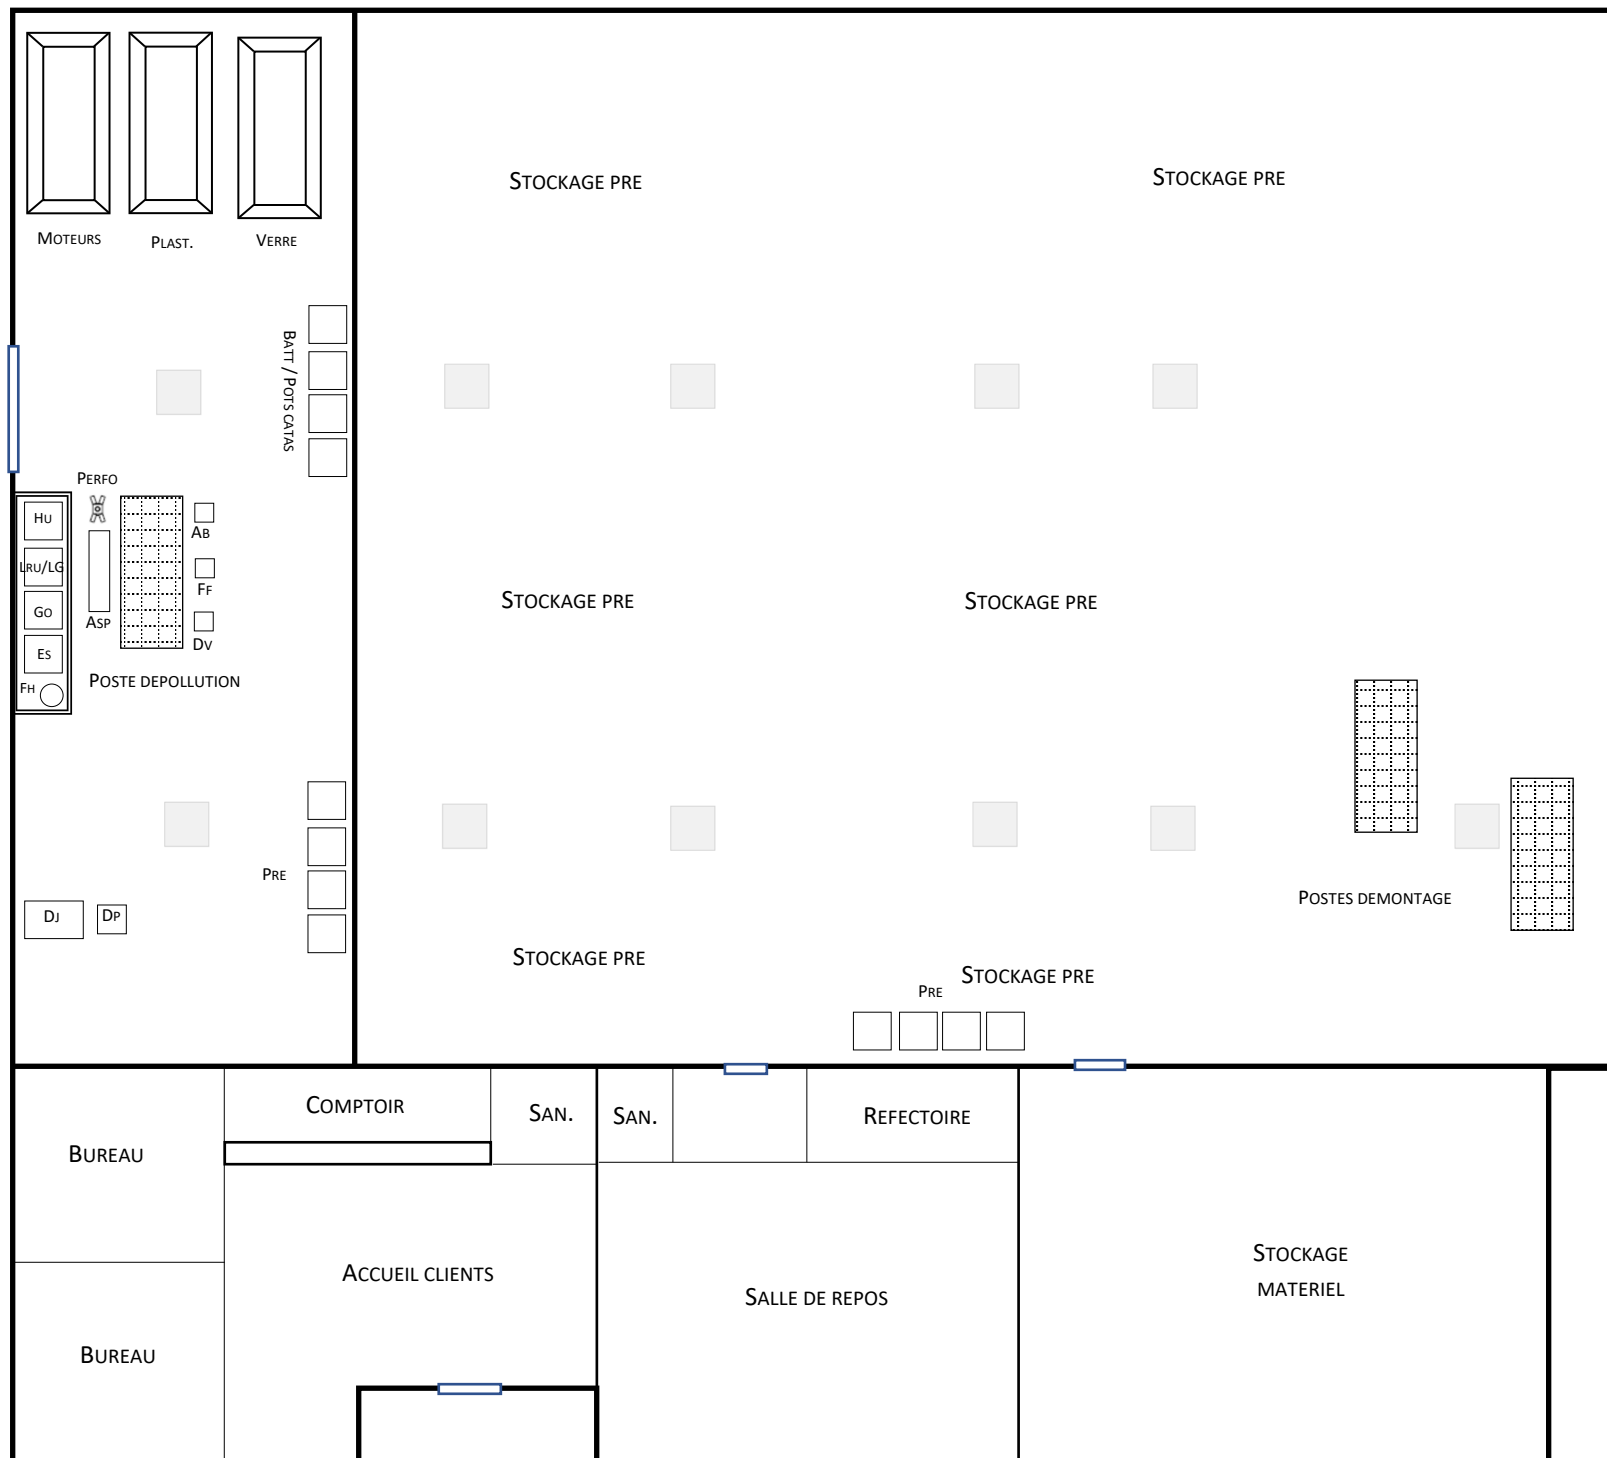 STOCKAGE PRE
STOCKAGE PRE
MOTEURS
PLAST.
VERRE
BATT / POTS CATAS
PERFO
HU
AB
LRU/LG
FF
GO
ASP
DV
ES
FH
POSTE DEPOLLUTION
STOCKAGE PRE
STOCKAGE PRE
PRE
DJ
DP
POSTES DEMONTAGE
STOCKAGE PRE
STOCKAGE PRE
PRE
COMPTOIR
SAN.
SAN.
REFECTOIRE
BUREAU
ACCUEIL CLIENTS
SALLE DE REPOS
STOCKAGE
MATERIEL
BUREAU